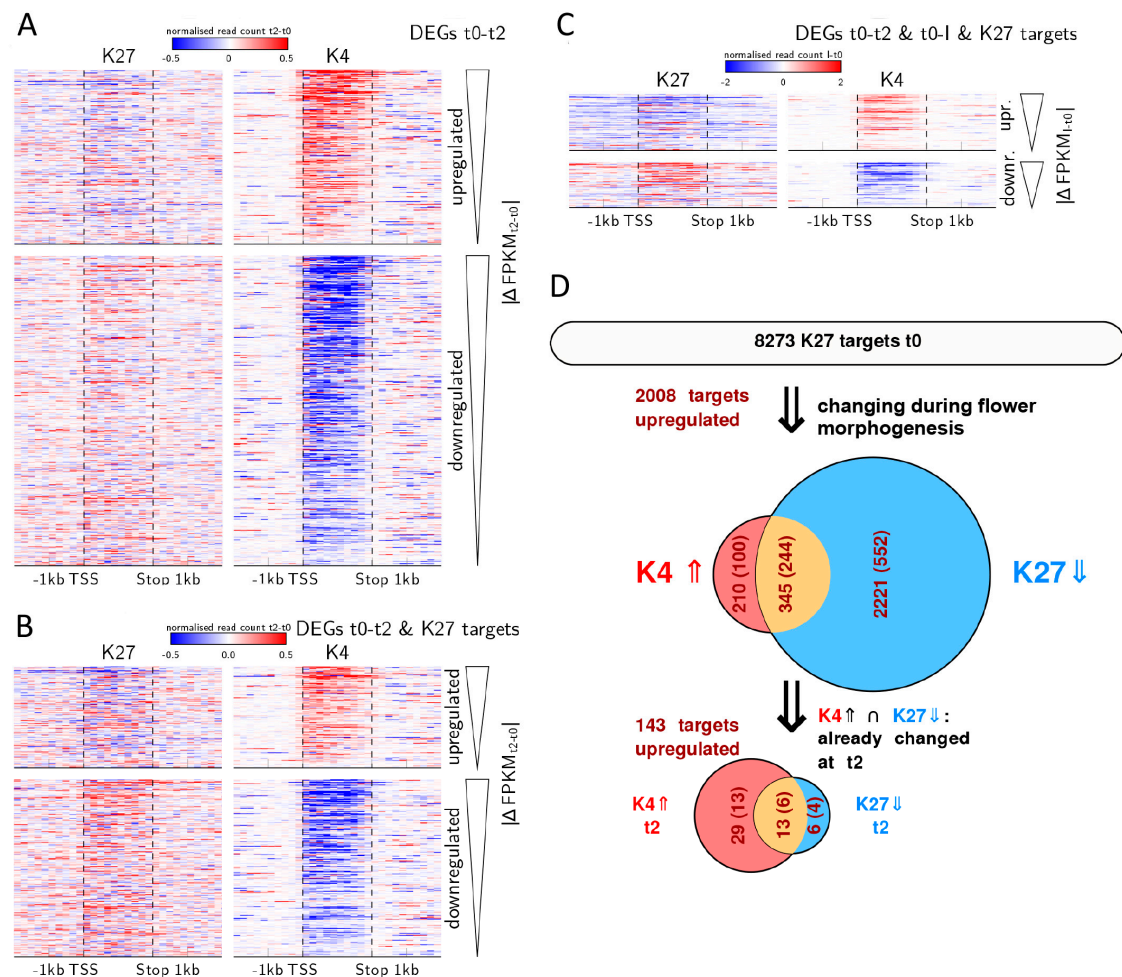 A
normalised read count t2-t0
DEGs t0-t2
-0.5 0 0.5
K27 K4
upregulated
downregulated
|Δ FPKM t2-t0|
-1kb TSS Stop 1kb -1kb TSS Stop 1kb
B
normalised read count t2-t0
DEGs t0-t2 & K27 targets
-0.5 0.0 0.5
K27 K4
upregulated
downregulated
|Δ FPKM t2-t0|
-1kb TSS Stop 1kb -1kb TSS Stop 1kb
C
DEGs t0-t2 & t0-I & K27 targets
normalised read count I-t0
-2 0 2
K27 K4
upr.
downr.
|Δ FPKM I-t0|
-1kb TSS Stop 1kb -1kb TSS Stop 1kb
D
8273 K27 targets t0
2008 targets
upregulated
changing during flower
morphogenesis
K4 ⇑
210 (100)
345 (244)
2221 (552)
K27 ⇓
143 targets
upregulated
K4⇑ ∩ K27⇓ :
already changed
at t2
K4⇑
t2
29 (13)
13 (6)
6 (4)
K27⇓
t2